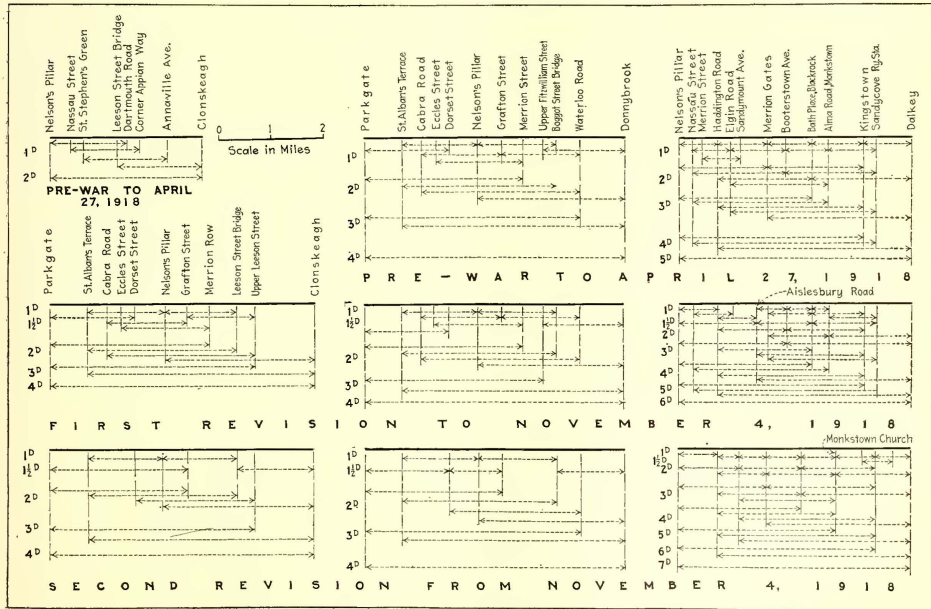 Nelson's Pillar
Nassau Street
St. Stephen's Green
Leeson Street Bridge
Dartmouth Road
Corner Appian Way
Annaville Ave.
Clonskeagh
0 1 2
Scale in Miles
1D
2D
PRE-WAR TO APRIL
27, 1918
Parkgate
St. Alban's Terrace
Cabra Road
Eccles Street
Dorset Street
Nelson's Pillar
Grafton Street
Merrion Street
Upper Fitzwilliam Street
Baggot Street Bridge
Waterloo Road
Donnybrook
1D
2D
3D
4D
Nelson's Pillar
Nassau Street
Merrion Street
Haddington Road
Elgin Road
Sandymount Ave.
Merrion Gates
Booterstown Ave.
Bath Place, Blackrock
Alma Road, Monkstown
Kingstown
Sandycove Ry. Sta.
Dalkey
1D
2D
3D
4D
5D
PRE-WAR TO APRIL 27, 1918
Parkgate
St. Alban's Terrace
Cabra Road
Eccles Street
Dorset Street
Nelson's Pillar
Grafton Street
Merrion Row
Leeson Street Bridge
Upper Leeson Street
Clonskeagh
1D
1½D
2D
3D
4D
1D
1½D
2D
3D
4D
Aislesbury Road
1D
1½D
2D
3D
4D
5D
6D
FIRST REVISION TO NOVEMBER 4, 1918
1D
1½D
2D
3D
4D
1D
1½D
2D
3D
4D
Monkstown Church
1D
1½D
2D
3D
4D
5D
6D
7D
SECOND REVISION FROM NOVEMBER 4, 1918